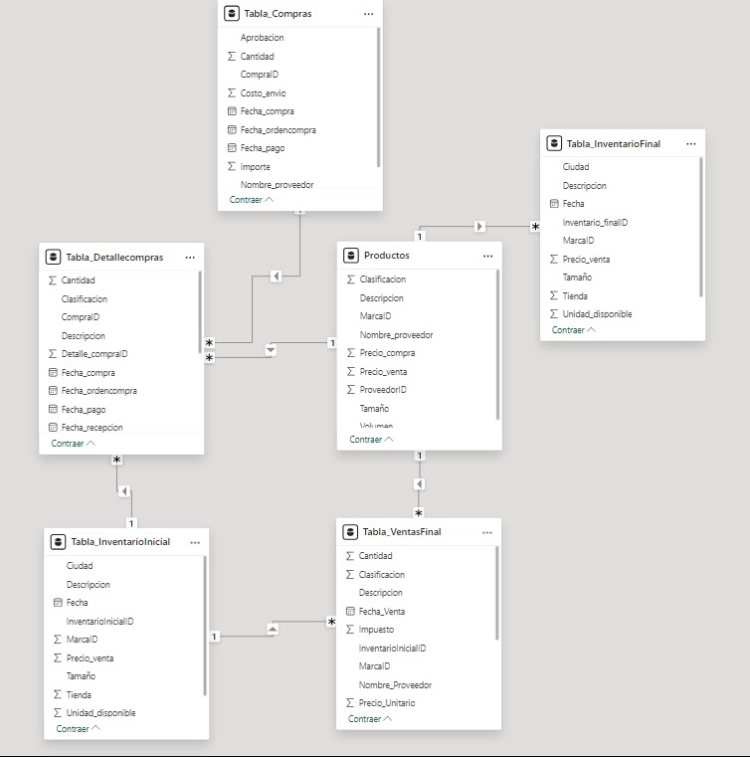 Tabla_Compras
Aprobacion
Cantidad
CompraID
Costo_envio
Fecha_compra
Fecha_ordencompra
Fecha_pago
Importe
Nombre_proveedor
Contraer
Tabla_InventarioFinal
Ciudad
Descripcion
Fecha
Inventario_finalID
MarcaID
Precio_venta
Tamaño
Tienda
Unidad_disponible
Contraer
1
*
Tabla_Detallecompras
Cantidad
Clasificacion
CompraID
Descripcion
Detalle_compraID
Fecha_compra
Fecha_ordencompra
Fecha_pago
Fecha_recepcion
Contraer
*
*
1
Productos
Clasificacion
Descripcion
MarcaID
Nombre_proveedor
Precio_compra
Precio_venta
ProveedorID
Tamaño
Volumen
Contraer
*
1
1
*
Tabla_InventarioInicial
Ciudad
Descripcion
Fecha
InventarioInicialID
MarcaID
Precio_venta
Tamaño
Tienda
Unidad_disponible
Contraer
1
*
Tabla_VentasFinal
Cantidad
Clasificacion
Descripcion
Fecha_Venta
Impuesto
InventarioInicialID
MarcaID
Nombre_Proveedor
Precio_Unitario
Contraer